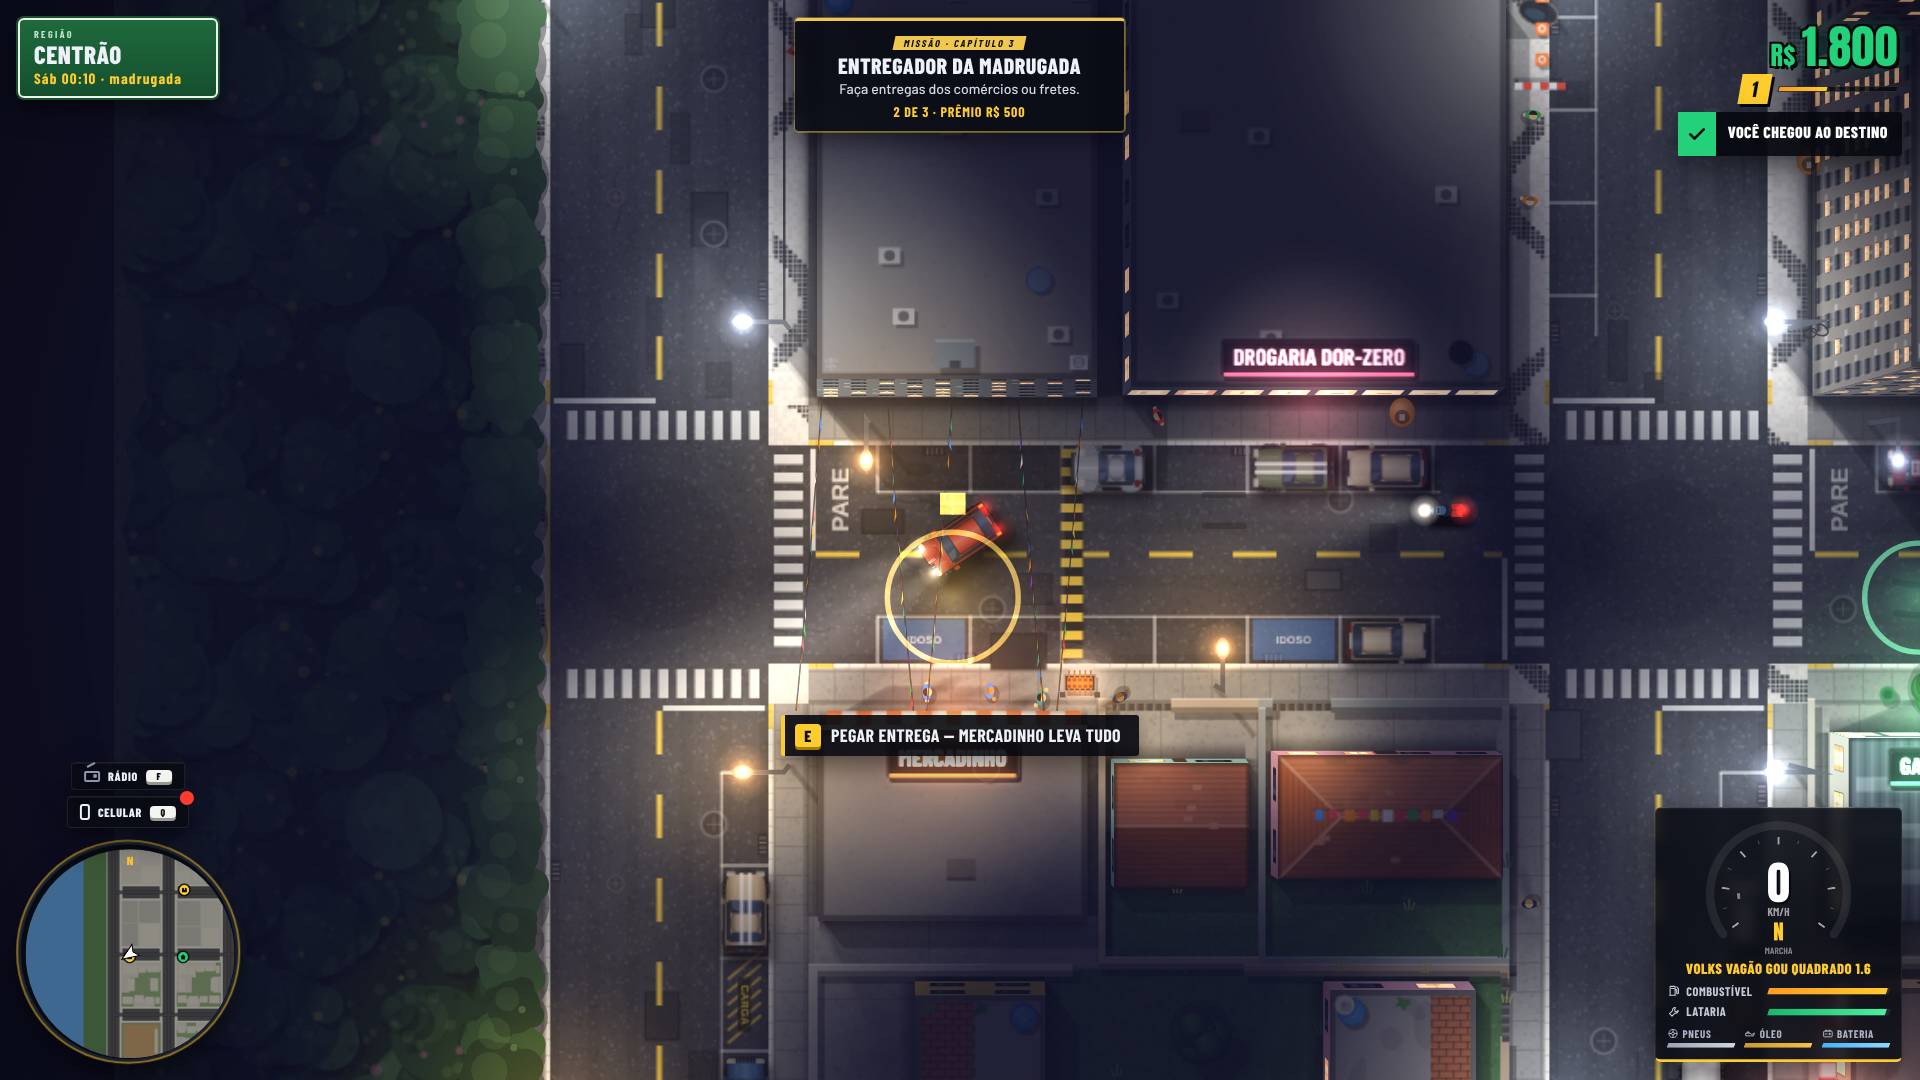 REGIÃO
CENTRÃO
Sáb 00:10 · madrugada
MISSÃO · CAPÍTULO 3
ENTREGADOR DA MADRUGADA
Faça entregas dos comércios ou fretes.
2 DE 3 · PRÊMIO R$ 500
R$ 1.800
1
VOCÊ CHEGOU AO DESTINO
DROGARIA DOR-ZERO
PARE
PARE
IDOSO
IDOSO
E PEGAR ENTREGA — MERCADINHO LEVA TUDO
MERCADINHO
GA
RÁDIO F
CELULAR Q
N
M
CARGA
0
KM/H
N
MARCHA
VOLKS VAGÃO GOU QUADRADO 1.6
COMBUSTÍVEL
LATARIA
PNEUS ÓLEO BATERIA